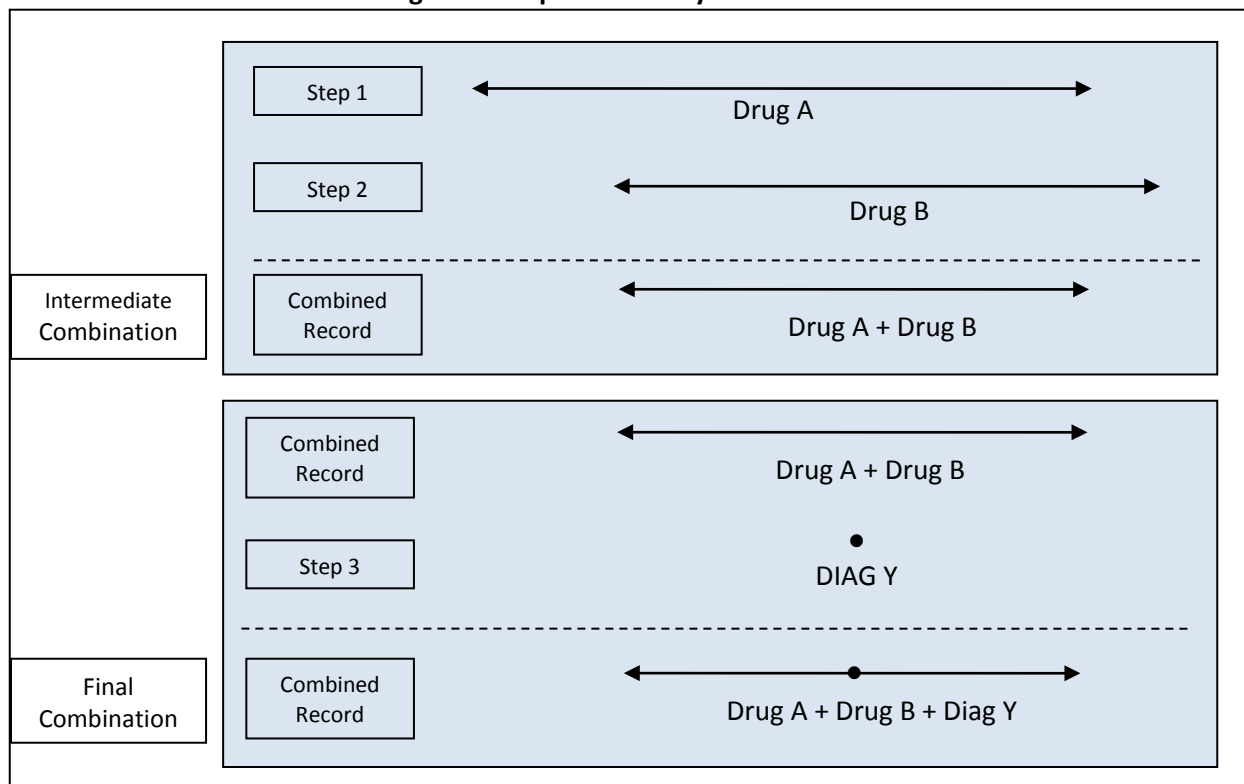 Step 1
Drug A
Step 2
Drug B
Intermediate
Combination
Combined
Record
Drug A + Drug B
Combined
Record
Drug A + Drug B
Step 3
DIAG Y
Final
Combination
Combined
Record
Drug A + Drug B + Diag Y